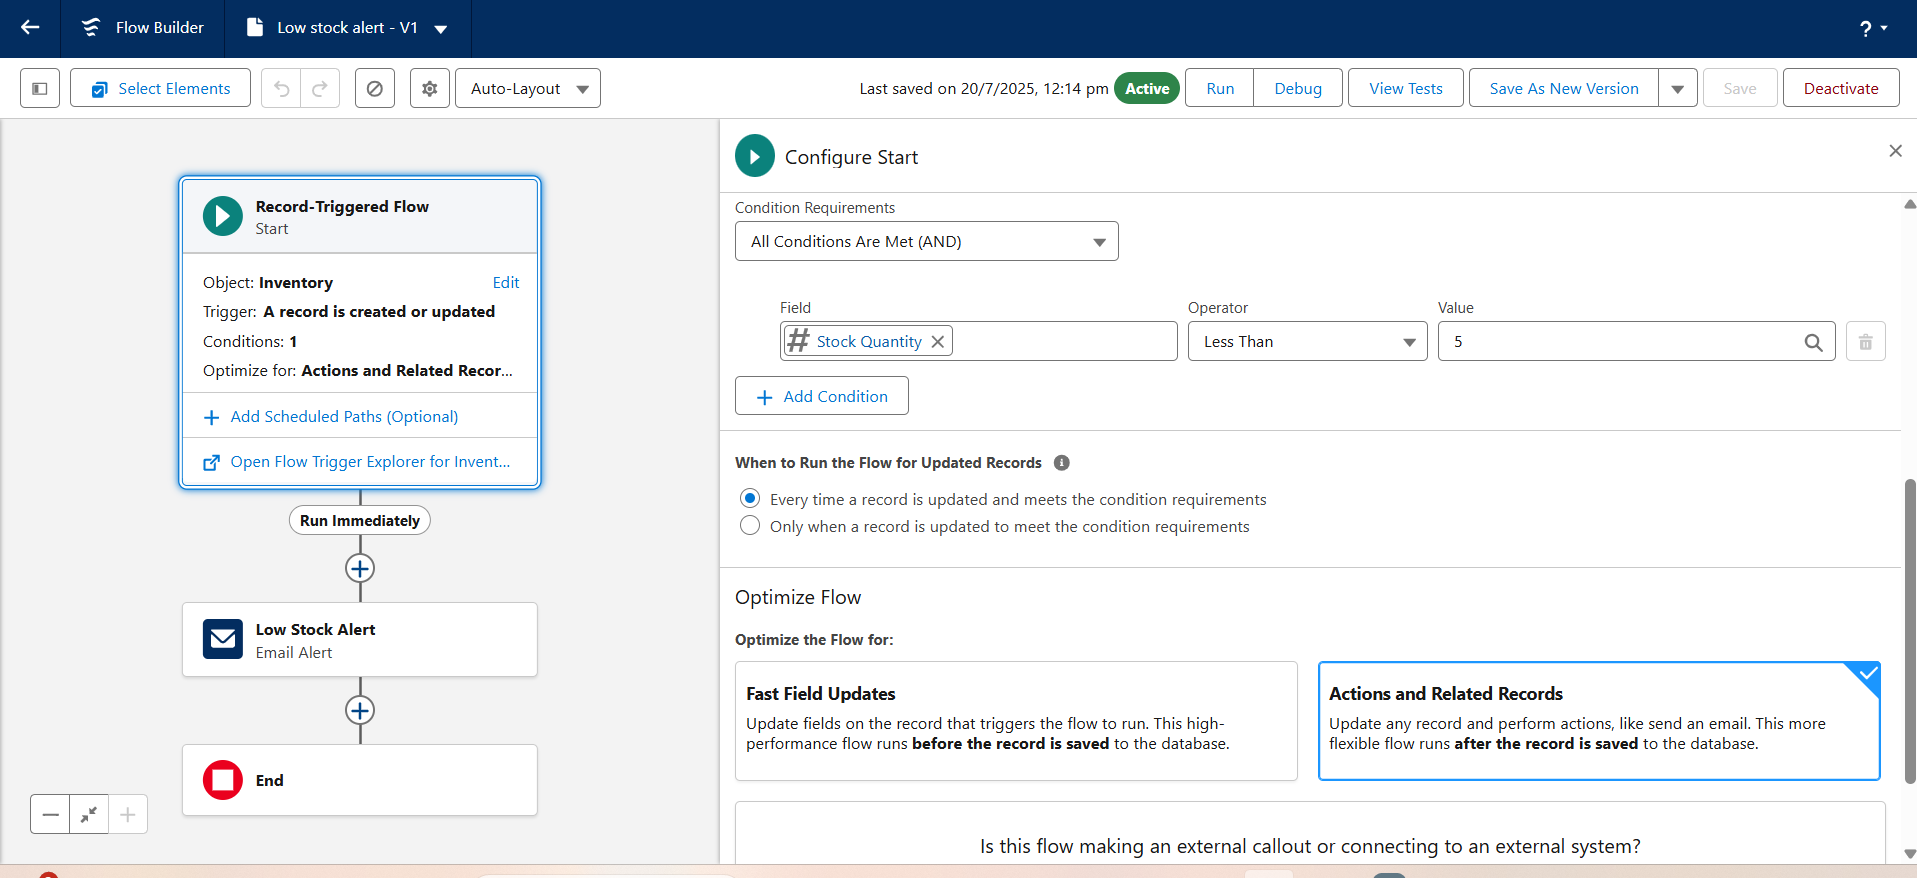 Flow Builder
Low stock alert - V1
?
Select Elements
Auto-Layout
Last saved on 20/7/2025, 12:14 pm
Active
Run
Debug
View Tests
Save As New Version
Save
Deactivate
Record-Triggered Flow
Start
Object: Inventory
Edit
Trigger: A record is created or updated
Conditions: 1
Optimize for: Actions and Related Recor...
Add Scheduled Paths (Optional)
Open Flow Trigger Explorer for Invent...
Run Immediately
Low Stock Alert
Email Alert
End
Configure Start
Condition Requirements
All Conditions Are Met (AND)
Field
Operator
Value
# Stock Quantity
Less Than
5
Add Condition
When to Run the Flow for Updated Records
Every time a record is updated and meets the condition requirements
Only when a record is updated to meet the condition requirements
Optimize Flow
Optimize the Flow for:
Fast Field Updates
Update fields on the record that triggers the flow to run. This high-
performance flow runs before the record is saved to the database.
Actions and Related Records
Update any record and perform actions, like send an email. This more
flexible flow runs after the record is saved to the database.
Is this flow making an external callout or connecting to an external system?